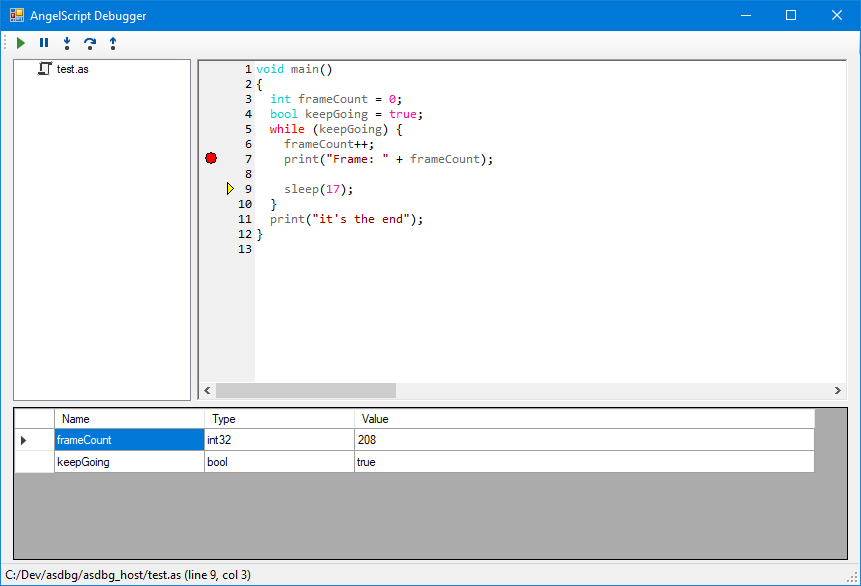 AngelScript Debugger
test.as
1 void main()
2 {
3   int frameCount = 0;
4   bool keepGoing = true;
5   while (keepGoing) {
6     frameCount++;
7     print("Frame: " + frameCount);
8
9     sleep(17);
10   }
11   print("it's the end");
12 }
13
Name Type Value
frameCount int32 208
keepGoing bool true
C:/Dev/asdbg/asdbg_host/test.as (line 9, col 3)